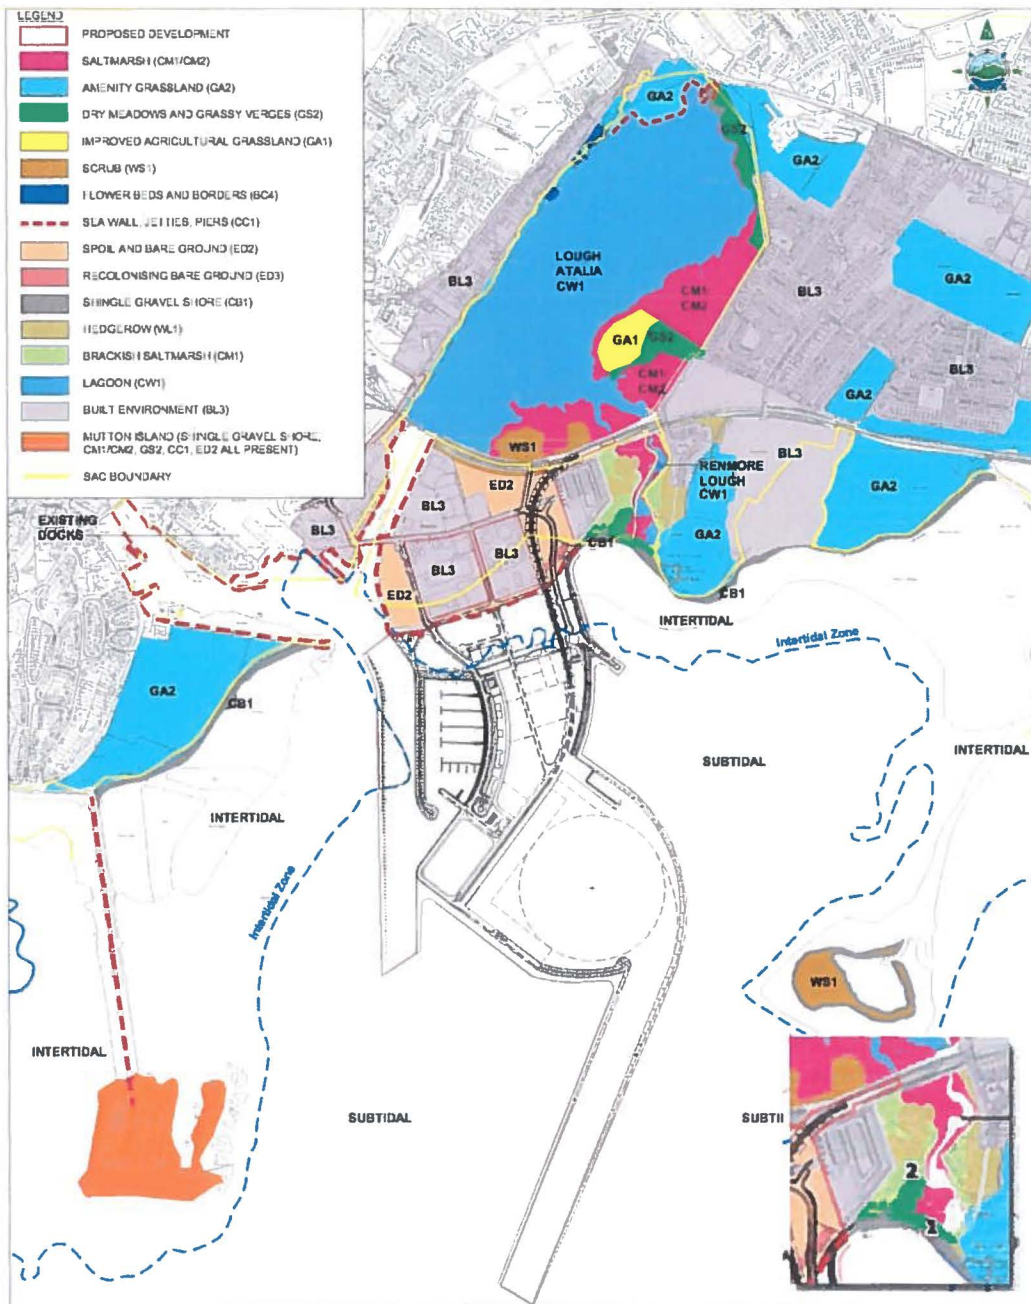 LEGEND
PROPOSED DEVELOPMENT
SALTMARSH (CM1/CM2)
AMENITY GRASSLAND (GA2)
DRY MEADOWS AND GRASSY VERGES (GS2)
IMPROVED AGRICULTURAL GRASSLAND (GA1)
SCRUB (WS1)
FLOWER BEDS AND BORDERS (BC4)
SEA WALL, JETTIES, PIERS (CC1)
SPOIL AND BARE GROUND (ED2)
RECOLONISING BARE GROUND (ED3)
SHINGLE GRAVEL SHORE (CB1)
HEDGEROW (WL1)
BRACKISH SALTMARSH (CM1)
LAGOON (CW1)
BUILT ENVIRONMENT (BL3)
MUTTON ISLAND (SHINGLE GRAVEL SHORE,
CM1/CM2, GS2, CC1, ED2 ALL PRESENT)
SAC BOUNDARY
GA2
GS2
GA2
LOUGH
ATALIA
CW1
BL3
BL3
GA2
CM1
CM2
GA1
GS2
CM1
CM2
BL3
GA2
WS1
BL3
RENMORE
LOUGH
CW1
GA2
ED2
BL3
EXISTING
DOCKS
BL3
GA2
BL3
CB1
BL3
ED2
CB1
INTERTIDAL
Intertidal Zone
GA2
CB1
SUBTIDAL
INTERTIDAL
INTERTIDAL
Intertidal Zone
WS1
INTERTIDAL
SUBTIDAL
SUBTI
2
1